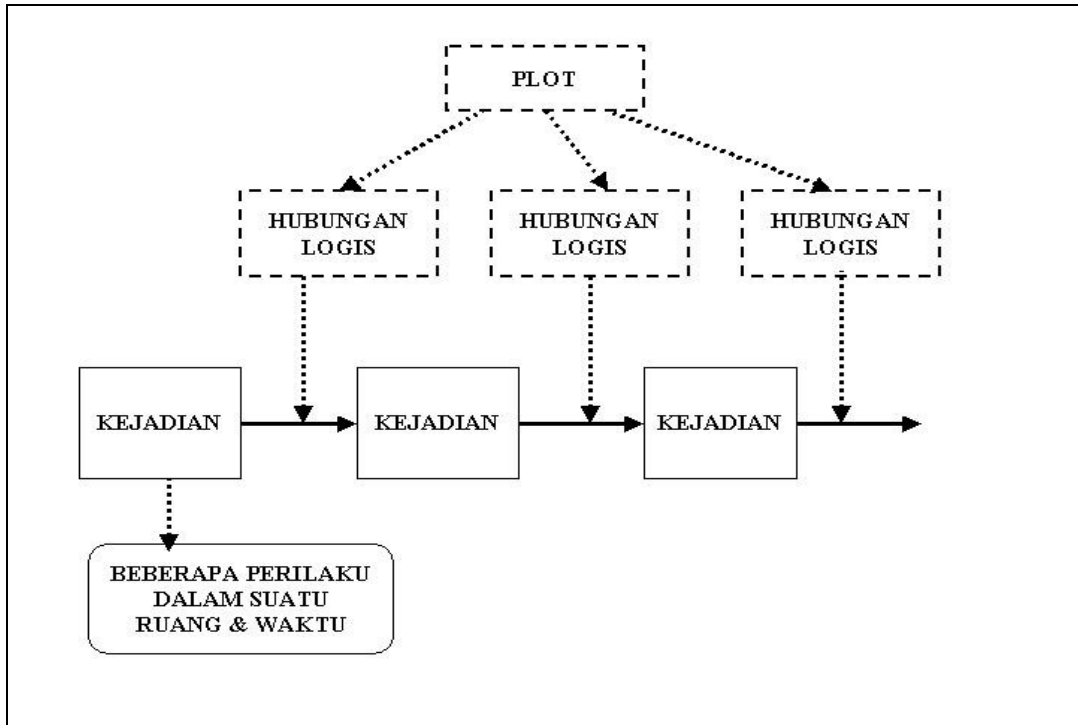 PLOT
HUBUNGAN
LOGIS
HUBUNGAN
LOGIS
HUBUNGAN
LOGIS
KEJADIAN
KEJADIAN
KEJADIAN
BEBERAPA PERILAKU
DALAM SUATU
RUANG & WAKTU